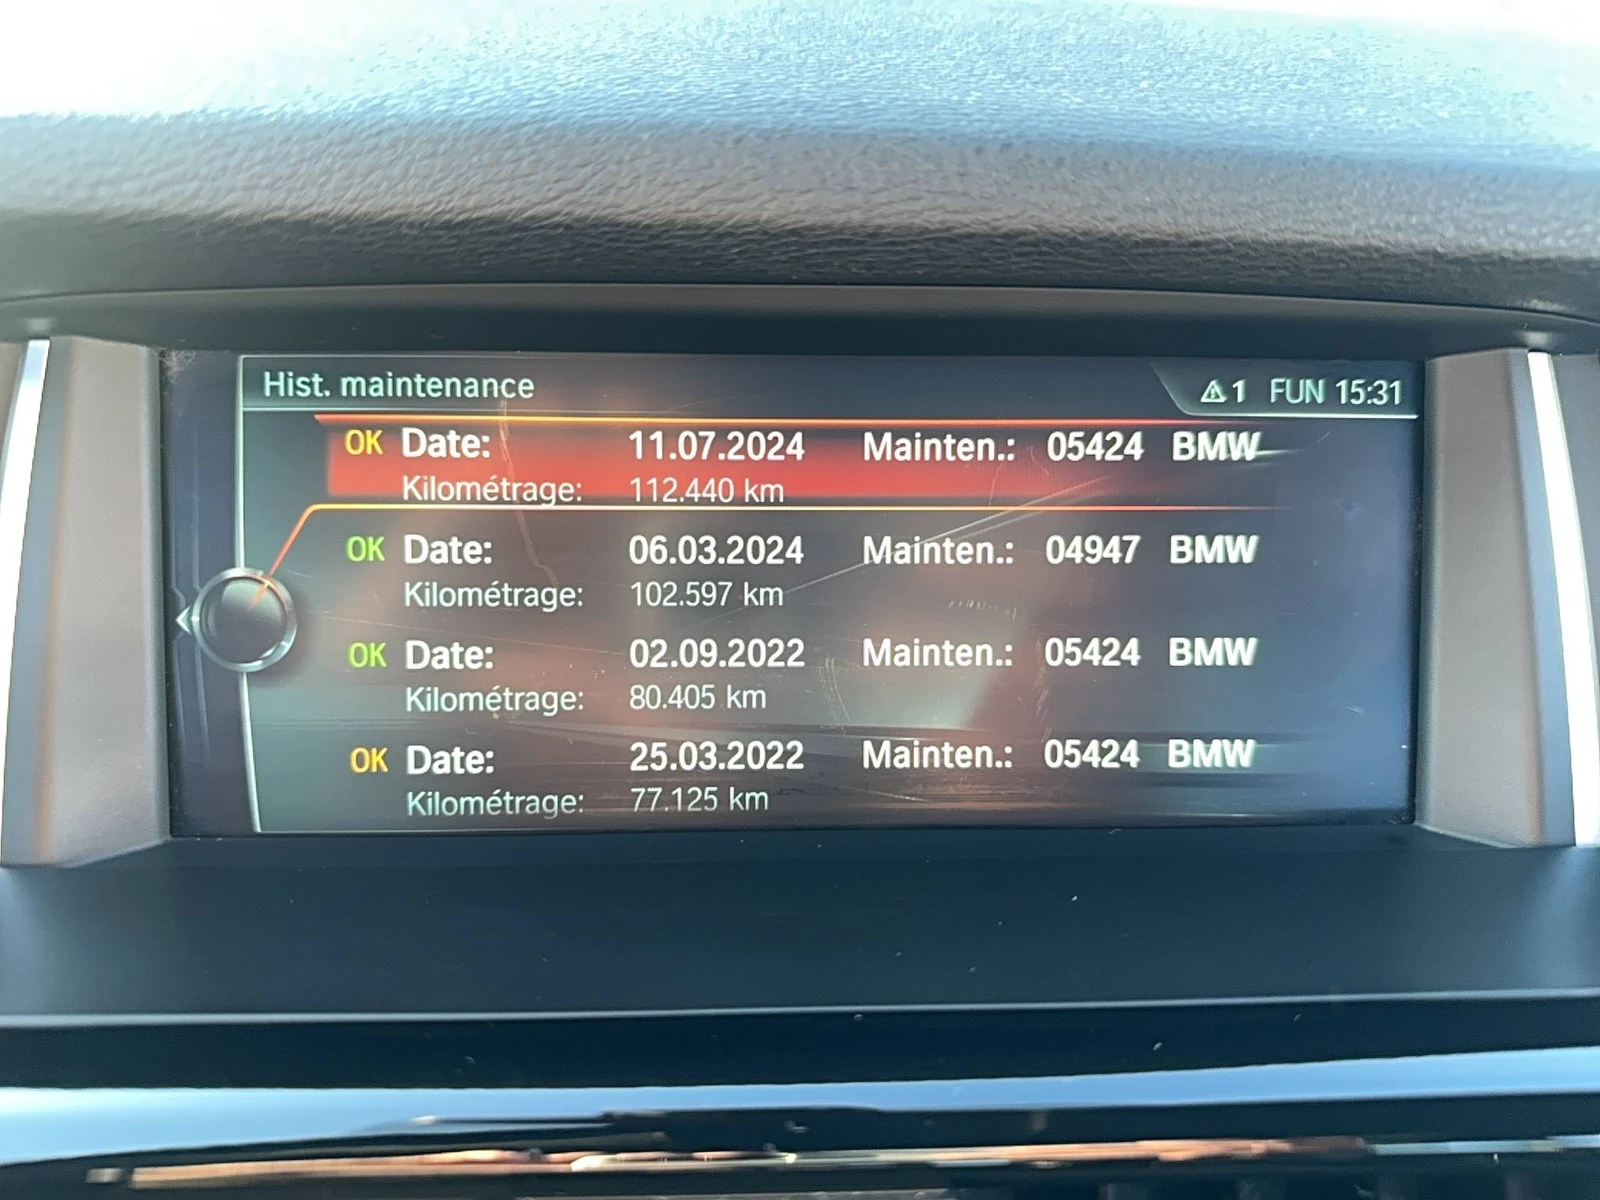 Hist. maintenance 1 FUN 15:31
OK Date: 11.07.2024 Mainten.: 05424 BMW
Kilométrage: 112.440 km
OK Date: 06.03.2024 Mainten.: 04947 BMW
Kilométrage: 102.597 km
OK Date: 02.09.2022 Mainten.: 05424 BMW
Kilométrage: 80.405 km
OK Date: 25.03.2022 Mainten.: 05424 BMW
Kilométrage: 77.125 km